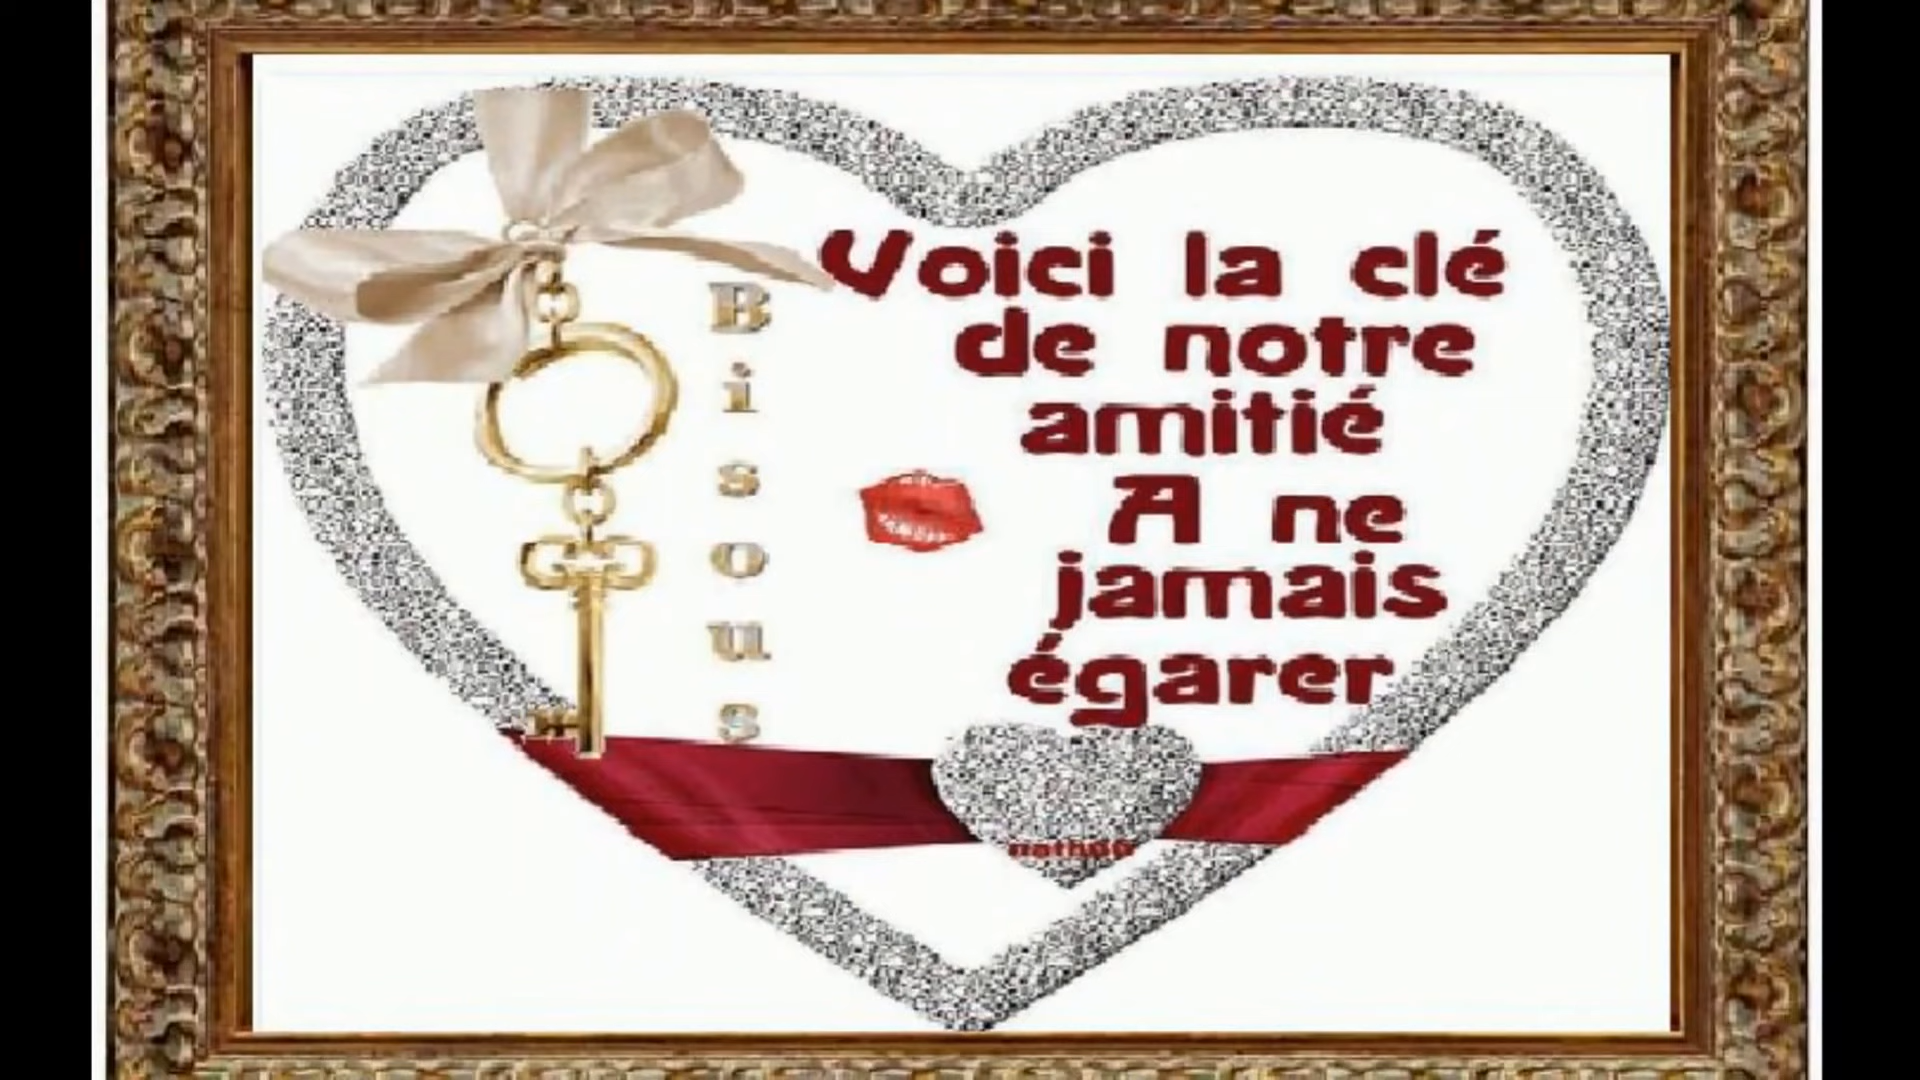 Voici la clé
de notre
amitié
A ne
jamais
égarer
Bisous